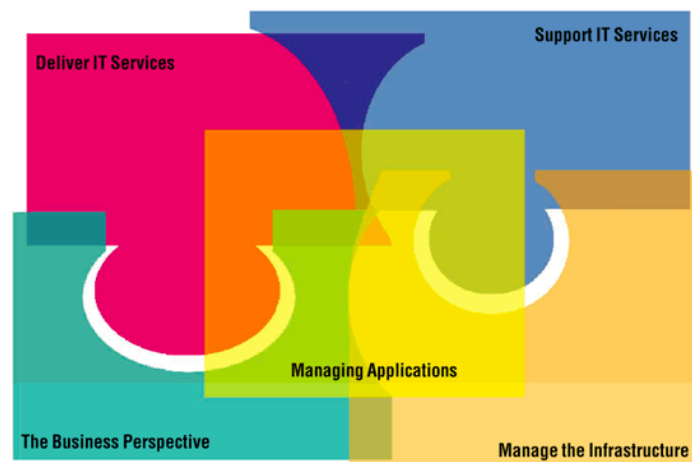 Support IT Services
Deliver IT Services
Managing Applications
The Business Perspective
Manage the Infrastructure